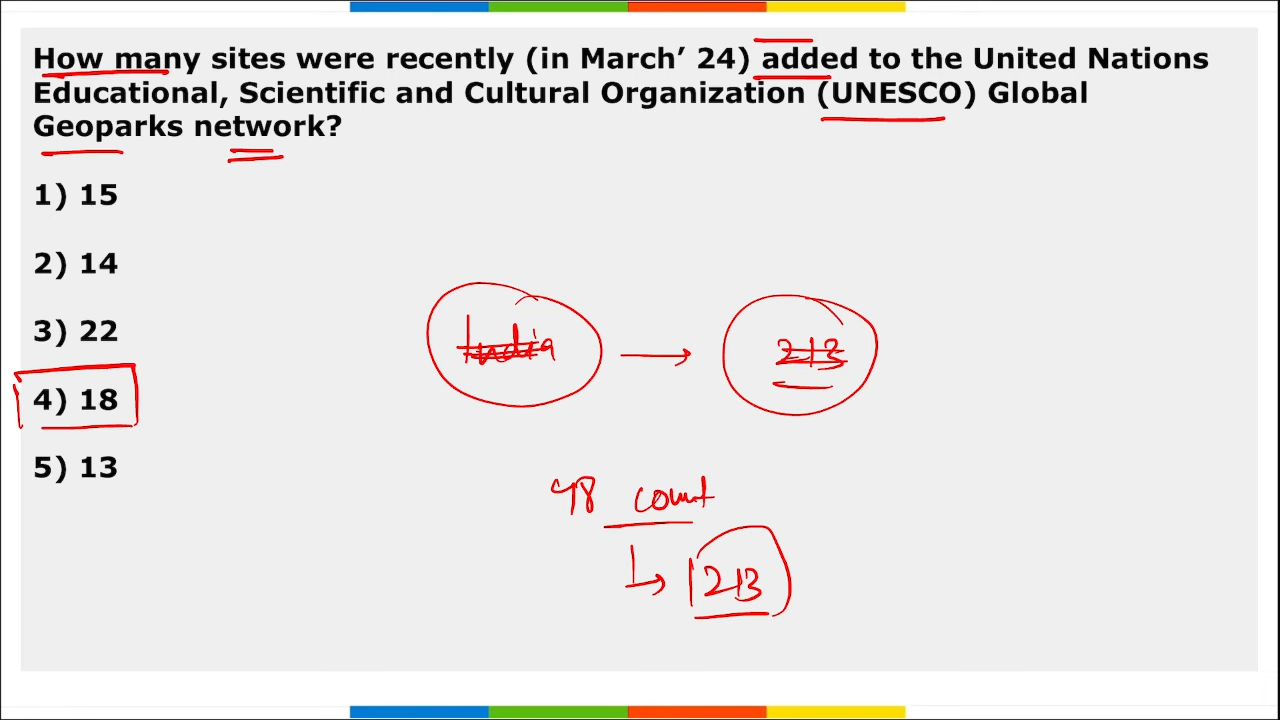 How many sites were recently (in March’ 24) added to the United Nations
Educational, Scientific and Cultural Organization (UNESCO) Global
Geoparks network?
1) 15
2) 14
3) 22
4) 18
5) 13
India → 213
48 count
↳ 213